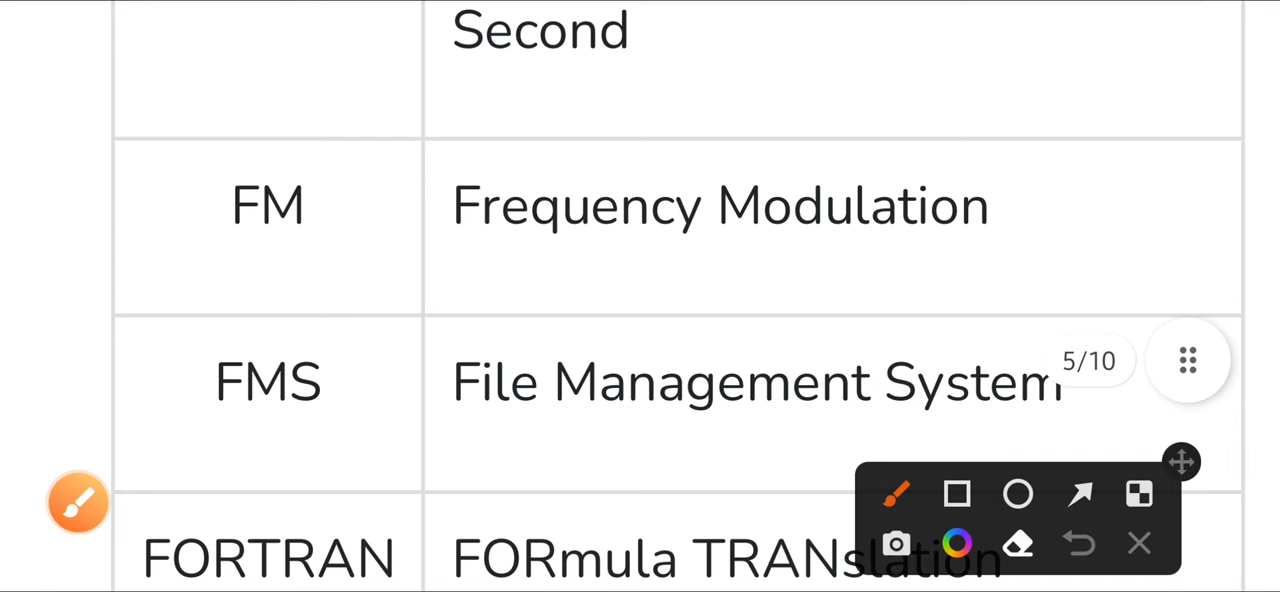 Second
FM Frequency Modulation
FMS File Management System
5/10
FORTRAN FORmula TRANslation